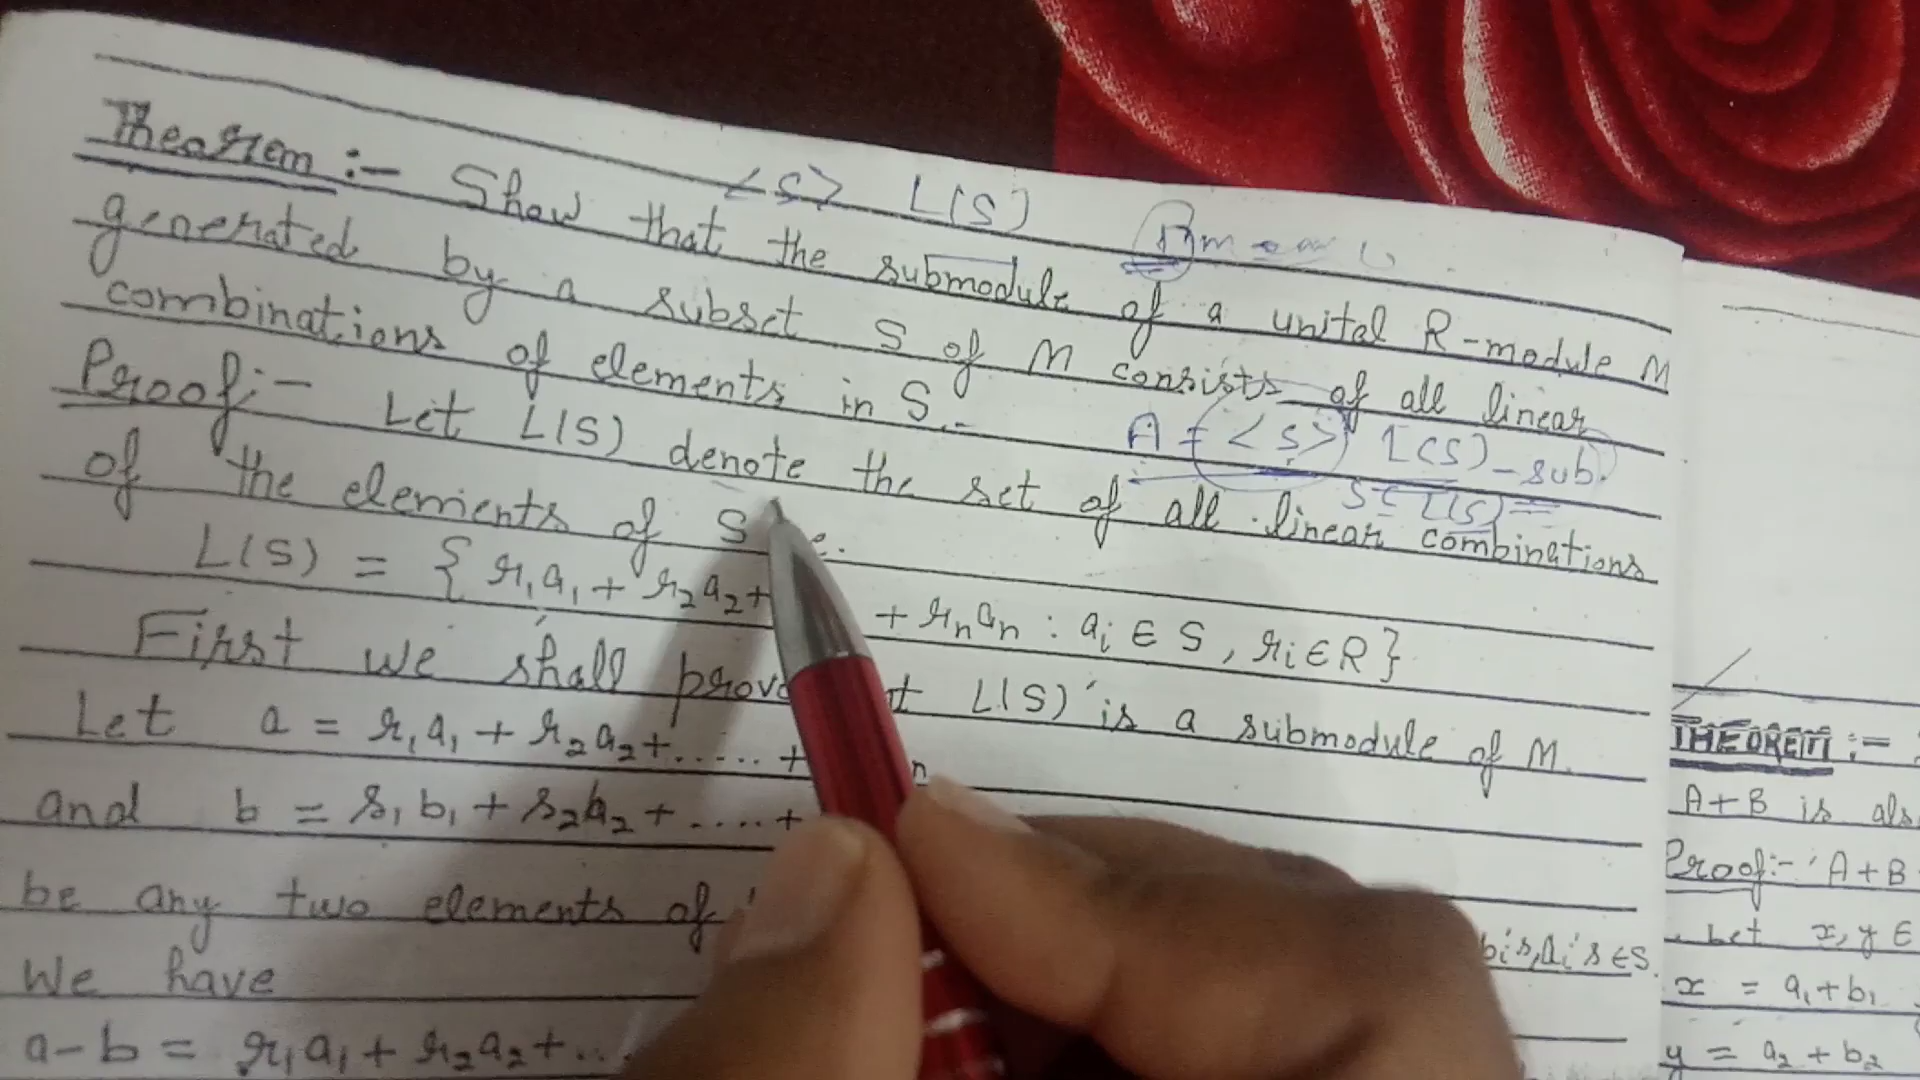 <S> L(S)
Theorem :- Show that the submodule of a unital R-module M
generated by a subset S of M consists of all linear
combinations of elements in S.-
A = <S> L(S) - sub.
S ⊆ L(S) =
Proof:- Let L(S) denote the set of all linear combinations
of the elements of S e.
L(S) = { r₁a₁ + r₂a₂+ + rₙaₙ : aᵢ ∈ S, rᵢ∈R }
First we shall prove t L(S) is a submodule of M.
Let a = r₁a₁ + r₂a₂+ ..... + n
and b = s₁b₁ + s₂b₂ + .... +
be any two elements of bᵢ's, aᵢ's ∈S.
We have
a-b = r₁a₁ + r₂a₂+ ...
THEOREM :-
A+B is als
Proof:- A+B
Let x, y ∈
x = a₁+b₁
y = a₂ + b₂